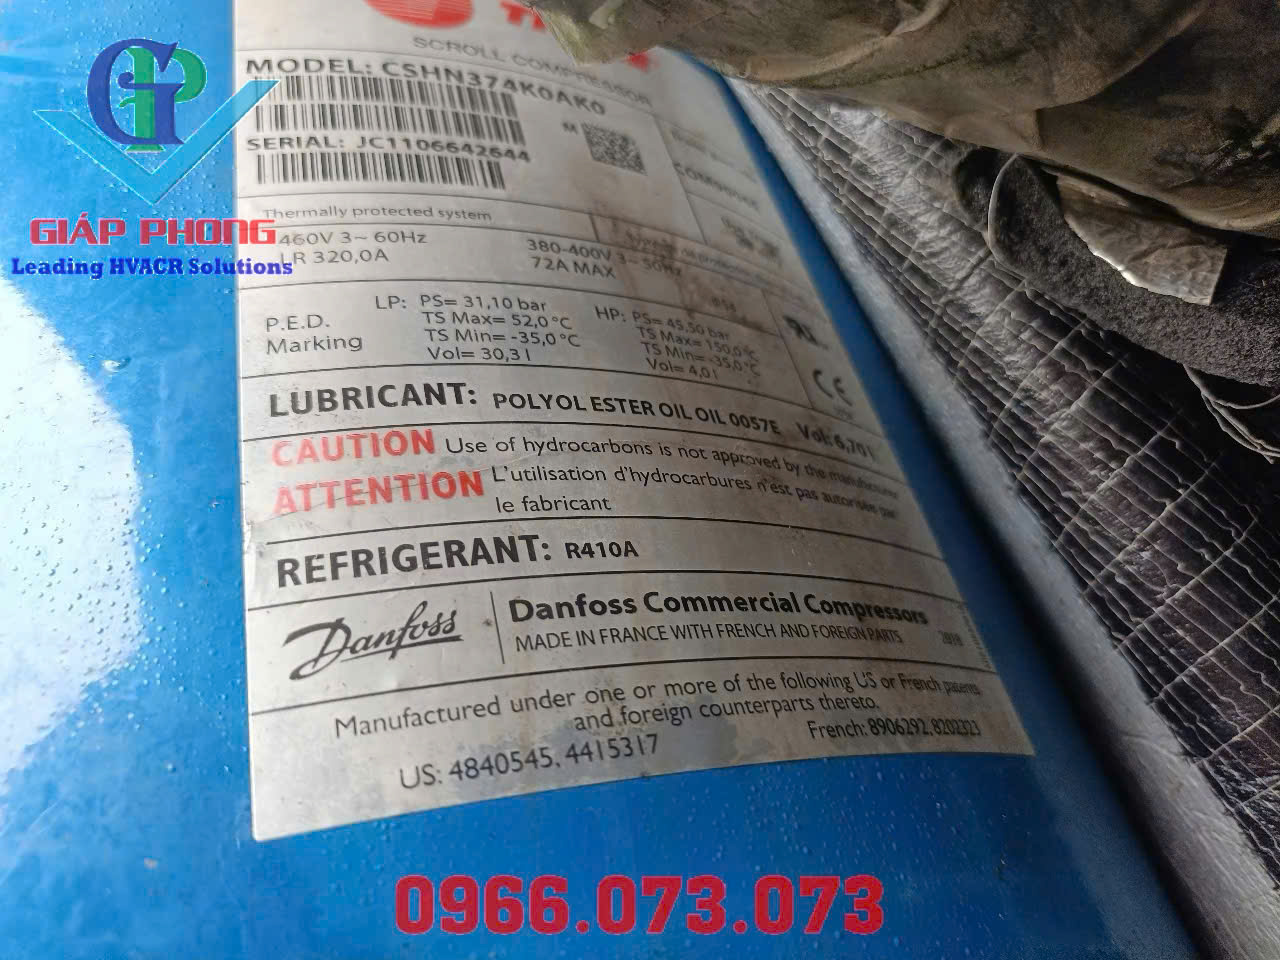 SCROLL COMPRESSOR
MODEL: CSHN374K0AK0
M
SERIAL: JC1106642644
Thermally protected system
460V 3~ 60Hz
LR 320,0A
380-400V 3~ 50Hz
72A MAX
P.E.D.
Marking
LP: PS= 31,10 bar
TS Max= 52,0°C
TS Min= -35,0°C
Vol= 30,3 l
HP: PS= 45,50 bar
TS Max= 150,0°C
TS Min= -35,0°C
Vol= 4,0 l
CE
LUBRICANT: POLYOL ESTER OIL OIL 0057E Vol: 6,70 l
CAUTION Use of hydrocarbons is not approved by the manufacturer
ATTENTION L'utilisation d'hydrocarbures n'est pas autorisée par
le fabricant
REFRIGERANT: R410A
Danfoss
Danfoss Commercial Compressors
MADE IN FRANCE WITH FRENCH AND FOREIGN PARTS
Manufactured under one or more of the following US or French patents
and foreign counterparts thereto.
US: 4840545, 4415317
French: 8906292, 8202323
GP
GIÁP PHONG
Leading HVACR Solutions
0966.073.073